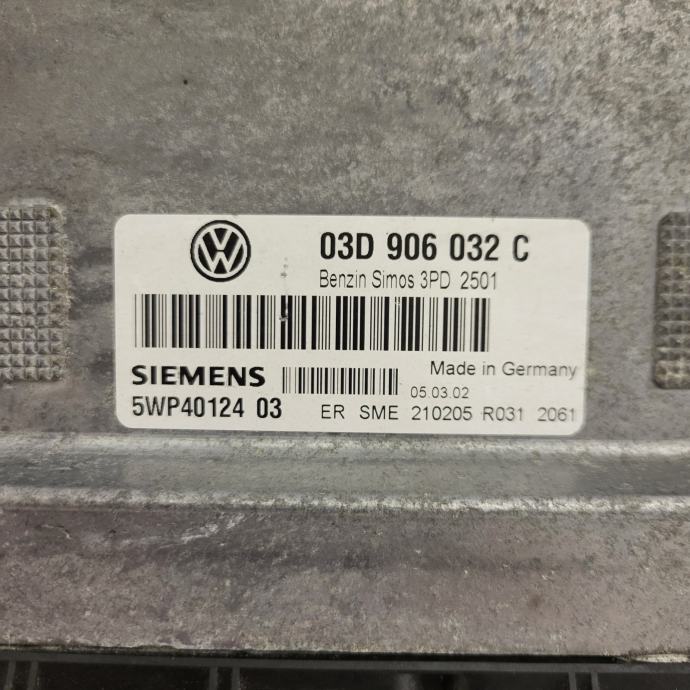 VW
03D 906 032 C
Benzin Simos 3PD 2501
SIEMENS
Made in Germany
05.03.02
5WP40124 03
ER SME 210205 R031 2061